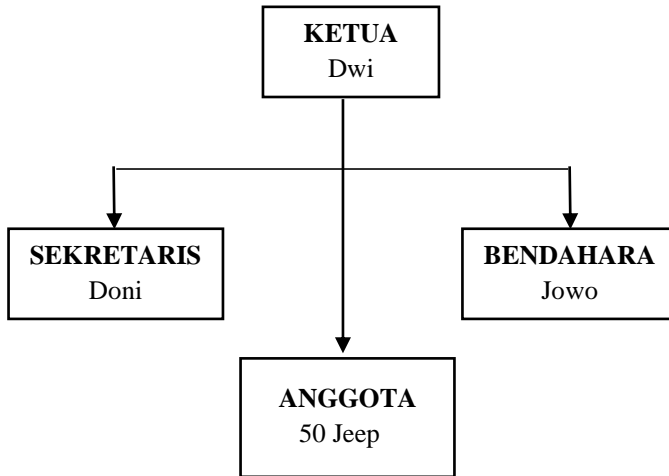 KETUA
Dwi
SEKRETARIS
Doni
BENDAHARA
Jowo
ANGGOTA
50 Jeep